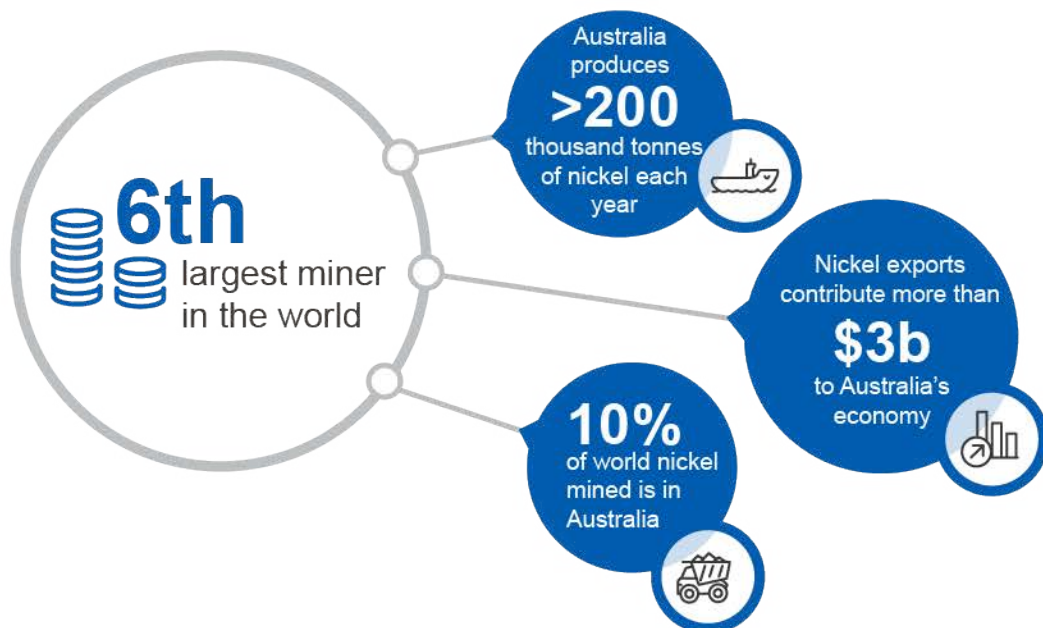 6th
largest miner
in the world
Australia
produces
>200
thousand tonnes
of nickel each
year
Nickel exports
contribute more than
$3b
to Australia's
economy
10%
of world nickel
mined is in
Australia